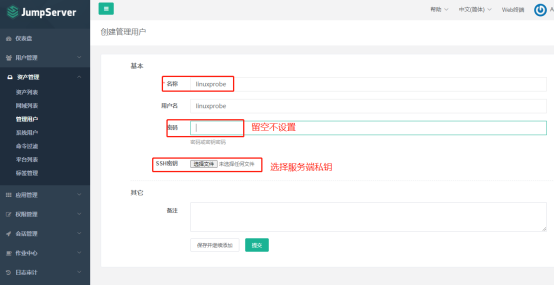 JumpServer
帮助
中文(简体)
Web终端
A
仪表盘
创建管理用户
用户管理
基本
资产管理
* 名称
linuxprobe
资产列表
网域列表
用户名
linuxprobe
管理用户
系统用户
密码
留空不设置
命令过滤
密码或密钥密码
平台列表
SSH密钥
选择文件 未选择任何文件
选择服务端私钥
标签管理
应用管理
其它
权限管理
备注
会话管理
作业中心
保存并继续添加
提交
日志审计